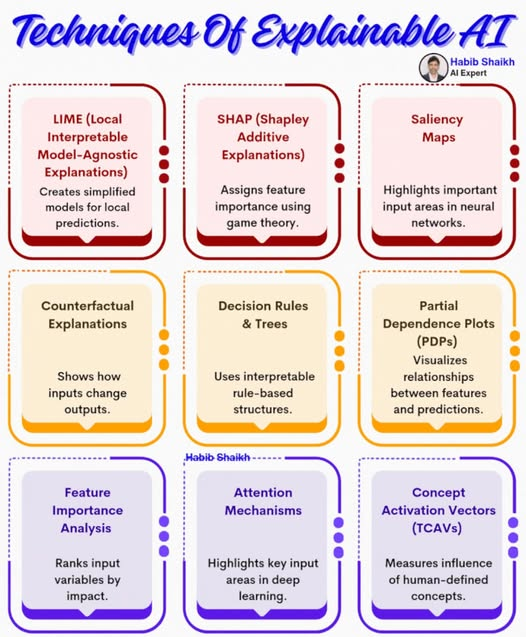 Techniques Of Explainable AI
Habib Shaikh
AI Expert
LIME (Local
Interpretable
Model-Agnostic
Explanations)
Creates simplified
models for local
predictions.
SHAP (Shapley
Additive
Explanations)
Assigns feature
importance using
game theory.
Saliency
Maps
Highlights important
input areas in neural
networks.
Counterfactual
Explanations
Shows how
inputs change
outputs.
Decision Rules
& Trees
Uses interpretable
rule-based
structures.
Partial
Dependence Plots
(PDPs)
Visualizes
relationships
between features
and predictions.
Habib Shaikh
Feature
Importance
Analysis
Ranks input
variables by
impact.
Attention
Mechanisms
Highlights key input
areas in deep
learning.
Concept
Activation Vectors
(TCAVs)
Measures influence
of human-defined
concepts.